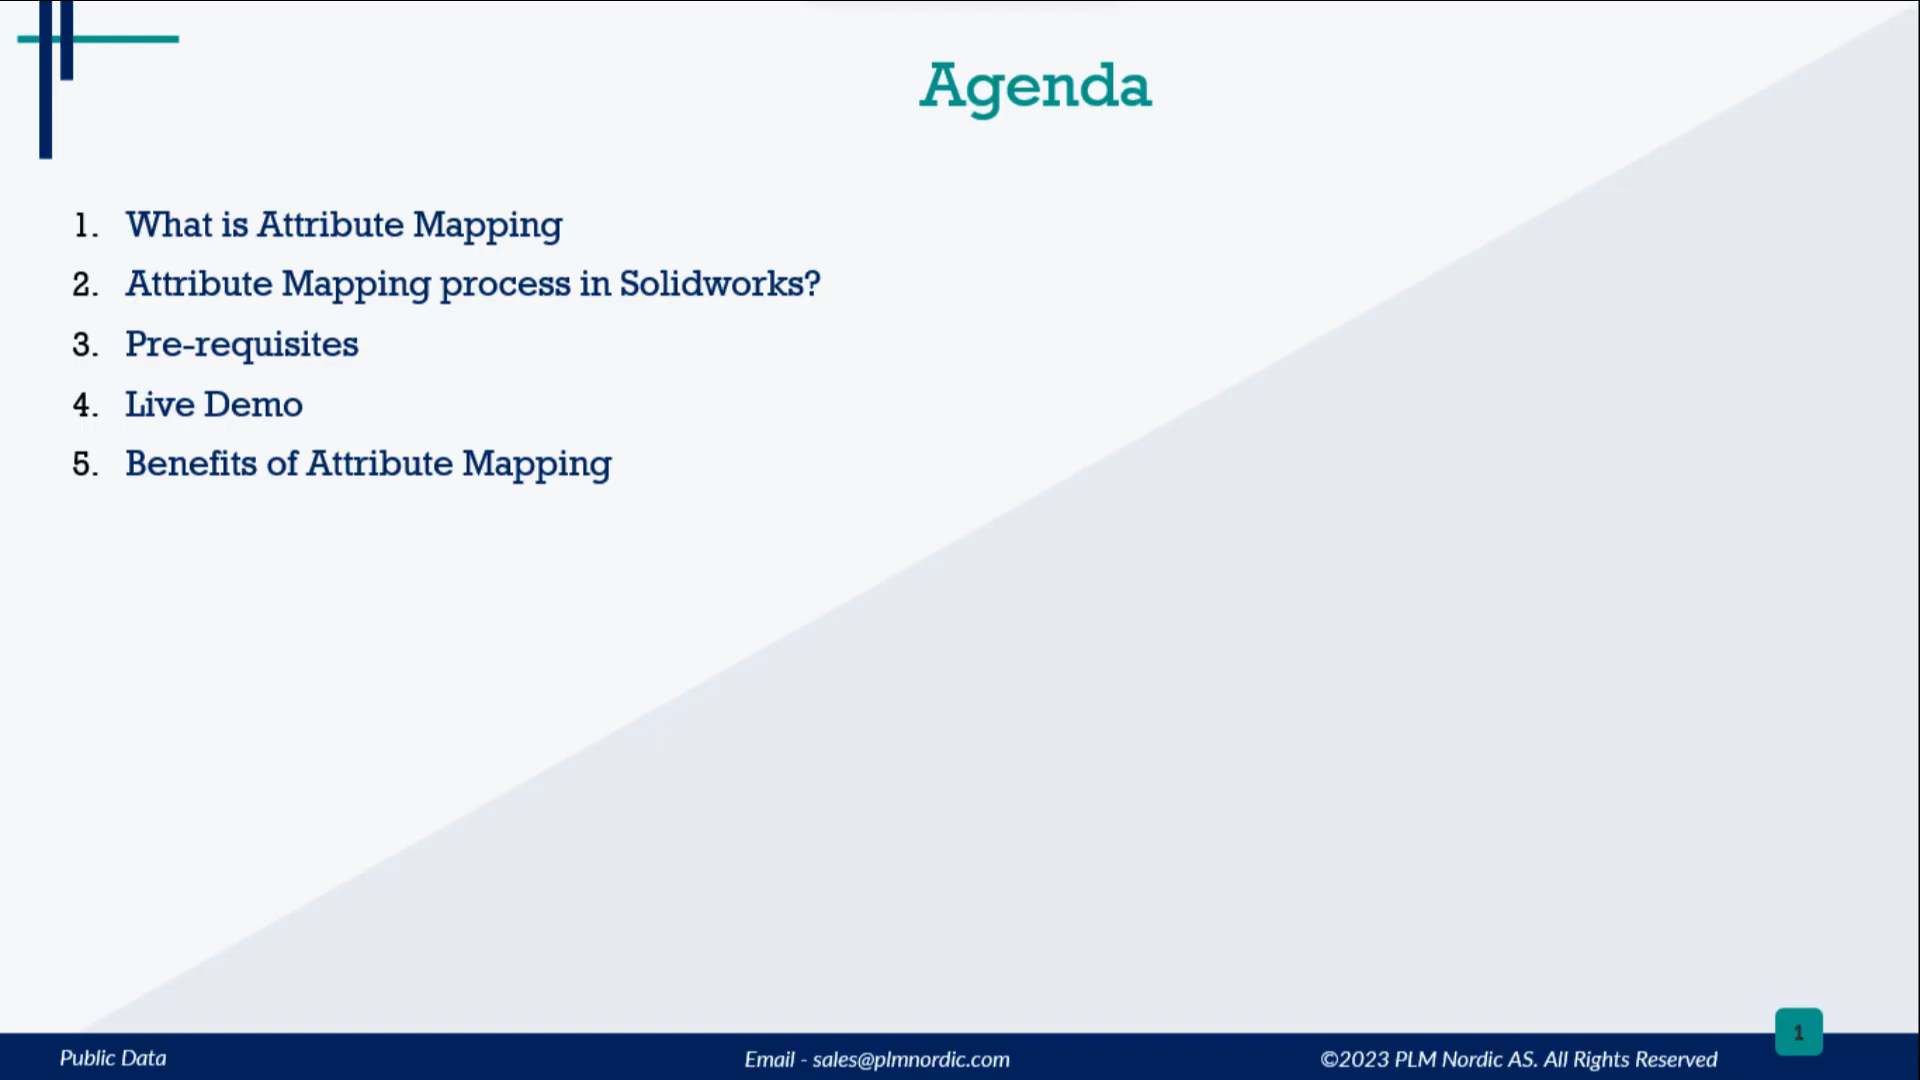 Agenda
1. What is Attribute Mapping
2. Attribute Mapping process in Solidworks?
3. Pre-requisites
4. Live Demo
5. Benefits of Attribute Mapping
1
Public Data
Email - sales@plmnordic.com
©2023 PLM Nordic AS. All Rights Reserved